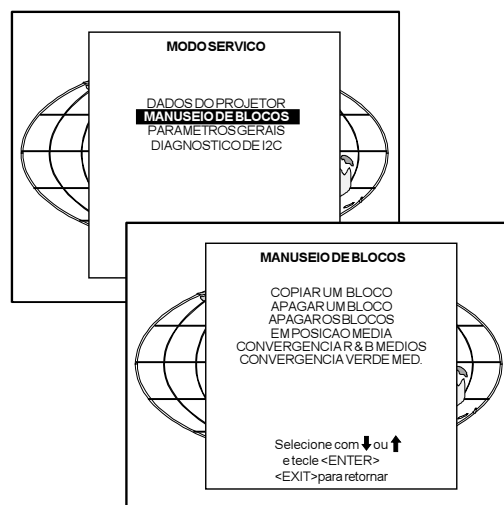 MODO SERVICO
DADOS DO PROJETOR
MANUSEIO DE BLOCOS
PARAMETROS GERAIS
DIAGNOSTICO DE I2C
MANUSEIO DE BLOCOS
COPIAR UM BLOCO
APAGAR UM BLOCO
APAGAR OS BLOCOS
EM POSICAO MEDIA
CONVERGENCIA R & B MEDIOS
CONVERGENCIA VERDE MED.
Selecione com ⬇ ou ⬆
e tecle <ENTER>
<EXIT> para retornar